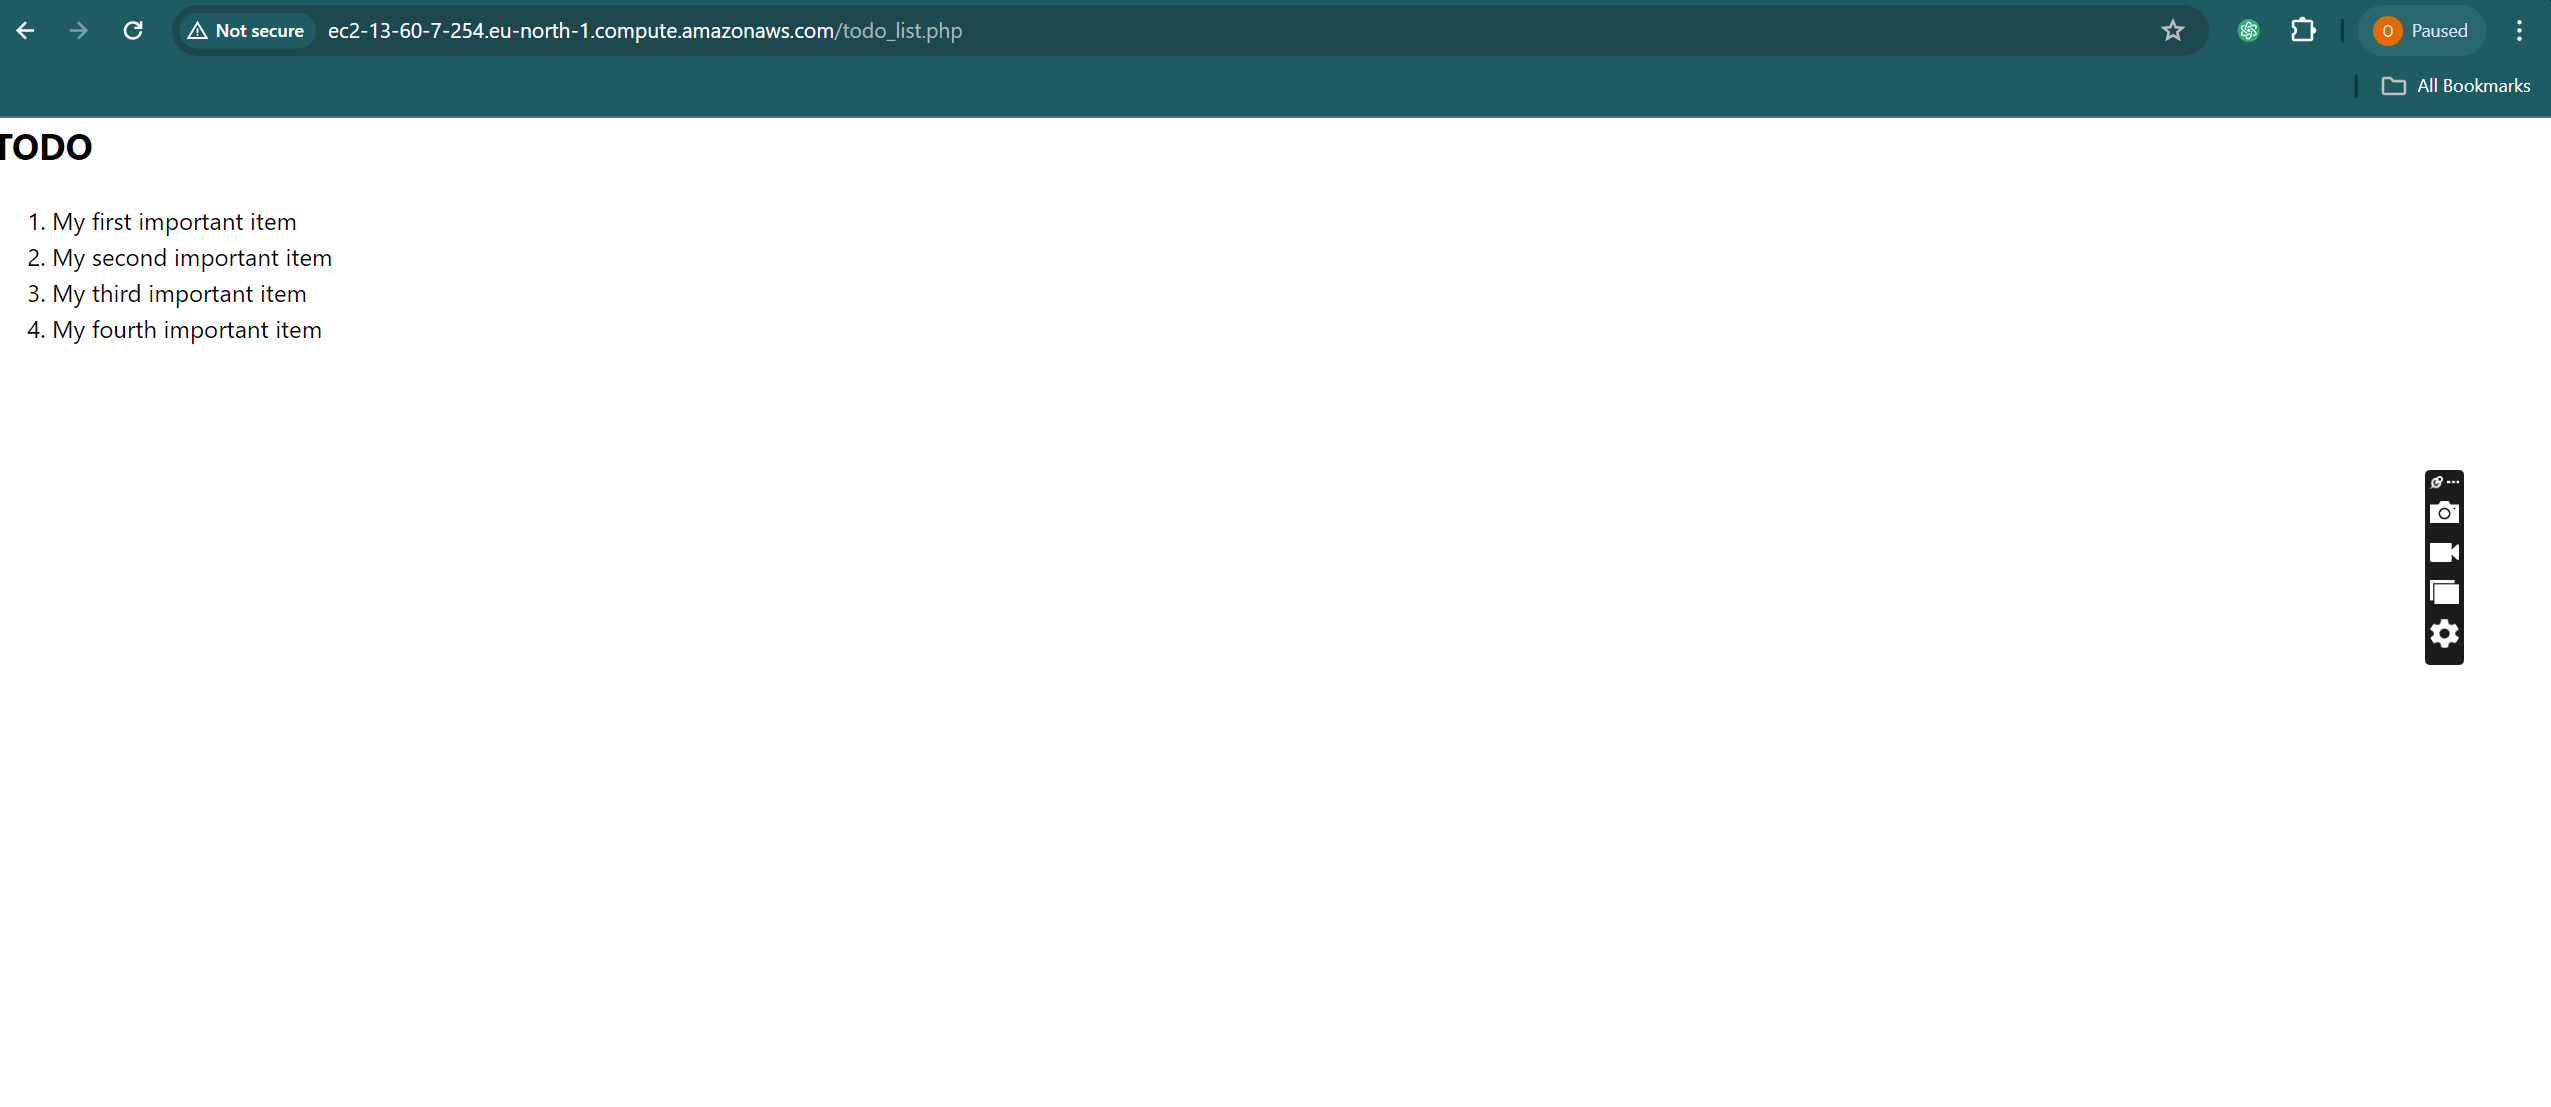 Not secure ec2-13-60-7-254.eu-north-1.compute.amazonaws.com/todo_list.php O Paused
All Bookmarks
TODO
1. My first important item
2. My second important item
3. My third important item
4. My fourth important item